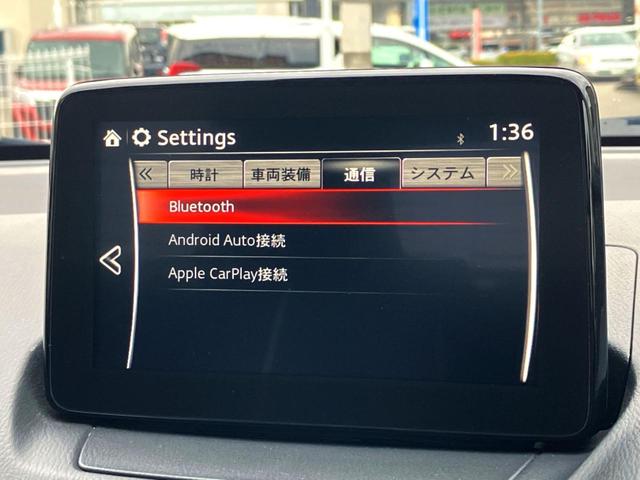 Settings 1:36
時計 車両装備 通信 システム
Bluetooth
Android Auto接続
Apple CarPlay接続